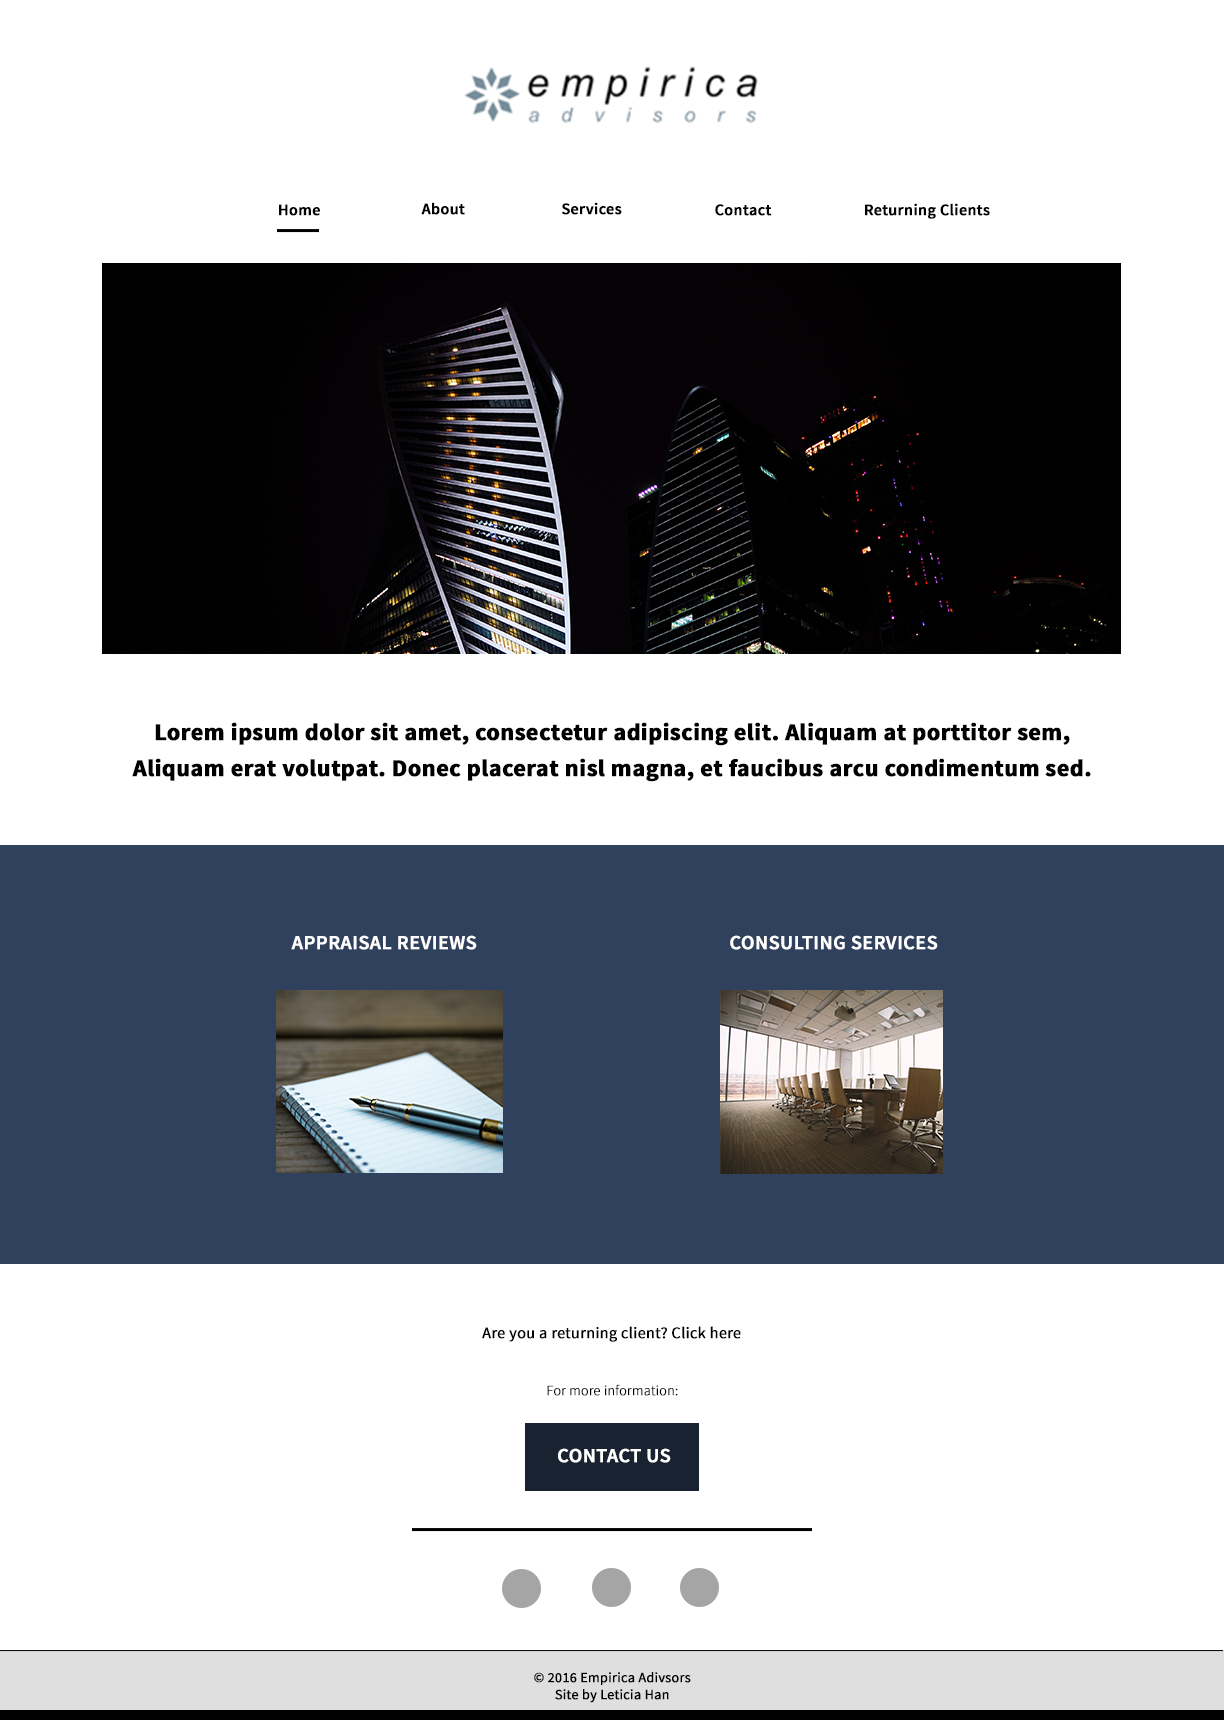 empirica
advisors
Home About Services Contact Returning Clients
Lorem ipsum dolor sit amet, consectetur adipiscing elit. Aliquam at porttitor sem,
Aliquam erat volutpat. Donec placerat nisl magna, et faucibus arcu condimentum sed.
APPRAISAL REVIEWS CONSULTING SERVICES
Are you a returning client? Click here
For more information:
CONTACT US
© 2016 Empirica Adivsors
Site by Leticia Han